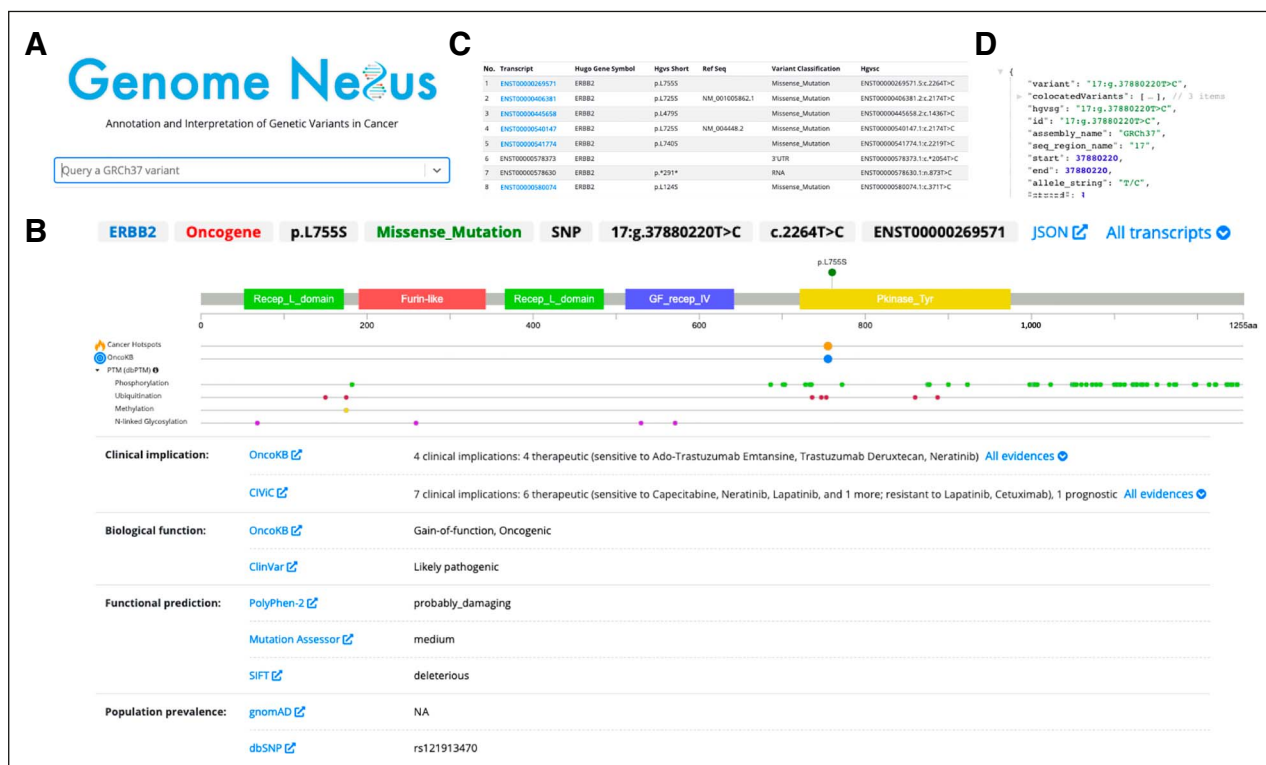 A
Genome Nexus
Annotation and Interpretation of Genetic Variants in Cancer
Query a GRCh37 variant
C
No. Transcript Hugo Gene Symbol Hgvs Short Ref Seq Variant Classification Hgvsc
1 ENST00000269571 ERBB2 p.L755S Missense_Mutation ENST00000269571.5:c.2264T>C
2 ENST00000406381 ERBB2 p.L725S NM_001005862.1 Missense_Mutation ENST00000406381.2:c.2174T>C
3 ENST00000445658 ERBB2 p.L479S Missense_Mutation ENST00000445658.2:c.1436T>C
4 ENST00000540147 ERBB2 p.L725S NM_004448.2 Missense_Mutation ENST00000540147.1:c.2174T>C
5 ENST00000541774 ERBB2 p.L740S Missense_Mutation ENST00000541774.1:c.2219T>C
6 ENST00000578373 ERBB2 3'UTR ENST00000578373.1:c.*2054T>C
7 ENST00000578630 ERBB2 p.*291* RNA ENST00000578630.1:n.873T>C
8 ENST00000580074 ERBB2 p.L124S Missense_Mutation ENST00000580074.1:c.371T>C
D
{
"variant": "17:g.37880220T>C",
"colocatedVariants": [ … ], // 3 items
"hgvsg": "17:g.37880220T>C",
"id": "17:g.37880220T>C",
"assembly_name": "GRCh37",
"seq_region_name": "17",
"start": 37880220,
"end": 37880220,
"allele_string": "T/C",
B
ERBB2 Oncogene p.L755S Missense_Mutation SNP 17:g.37880220T>C c.2264T>C ENST00000269571 JSON All transcripts
p.L755S
Recep_L_domain Furin-like Recep_L_domain GF_recep_IV Pkinase_Tyr
0 200 400 600 800 1,000 1255aa
Cancer Hotspots
OncoKB
PTM (dbPTM)
Phosphorylation
Ubiquitination
Methylation
N-linked Glycosylation
Clinical implication: OncoKB 4 clinical implications: 4 therapeutic (sensitive to Ado-Trastuzumab Emtansine, Trastuzumab Deruxtecan, Neratinib) All evidences
CIViC 7 clinical implications: 6 therapeutic (sensitive to Capecitabine, Neratinib, Lapatinib, and 1 more; resistant to Lapatinib, Cetuximab), 1 prognostic All evidences
Biological function: OncoKB Gain-of-function, Oncogenic
ClinVar Likely pathogenic
Functional prediction: PolyPhen-2 probably_damaging
Mutation Assessor medium
SIFT deleterious
Population prevalence: gnomAD NA
dbSNP rs121913470